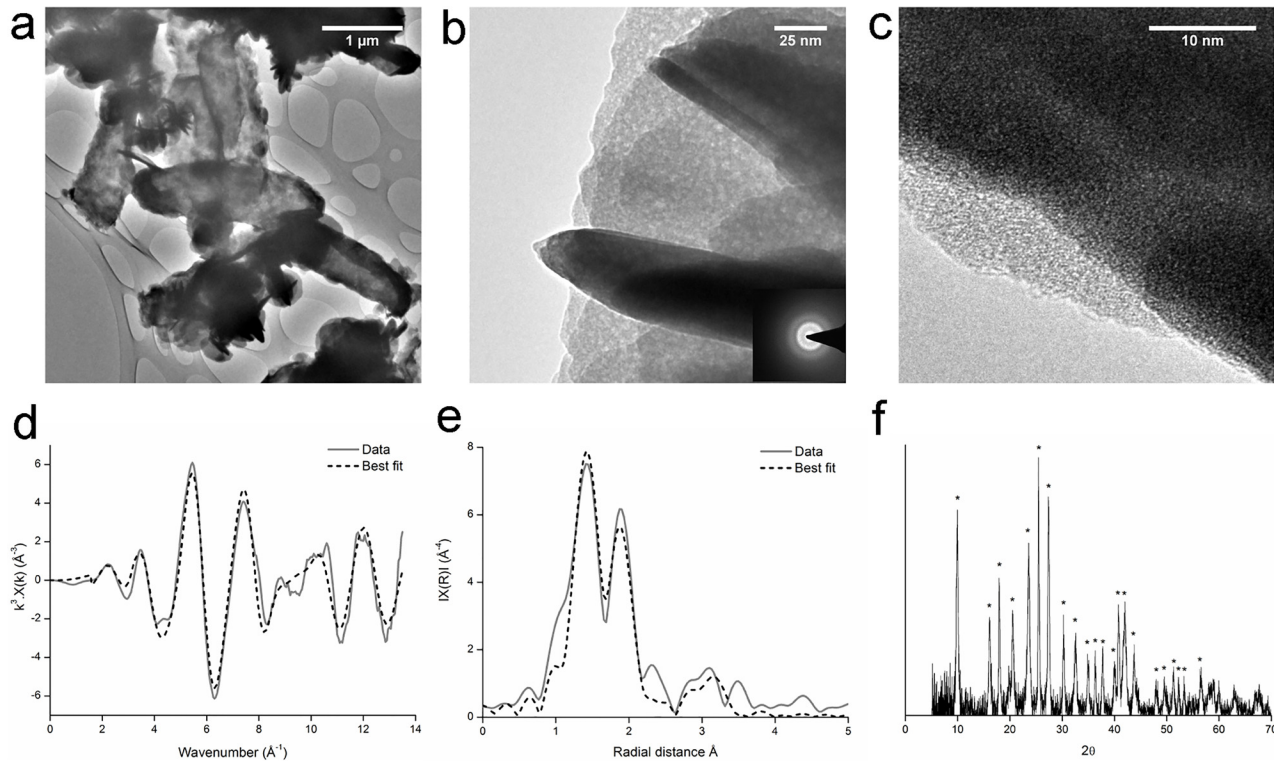 a
1 µm
b
25 nm
c
10 nm
d
Data
Best fit
k³.X(k) (Å⁻³)
6
4
2
0
-2
-4
-6
0 2 4 6 8 10 12 14
Wavenumber (Å⁻¹)
e
Data
Best fit
IX(R)I (Å⁻⁴)
8
6
4
2
0
0 1 2 3 4 5
Radial distance Å
f
* * * * * * * * * * * * * * * * * * * * * * *
0 10 20 30 40 50 60 70
2θ